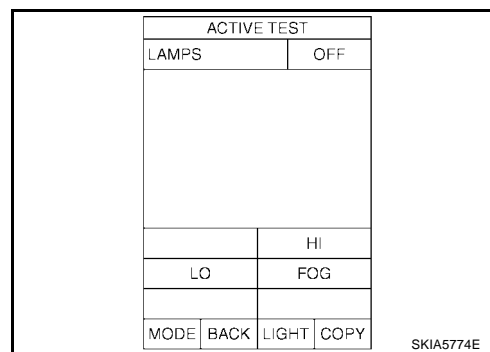 ACTIVE TEST
LAMPS OFF
HI
LO FOG
MODE BACK LIGHT COPY
SKIA5774E